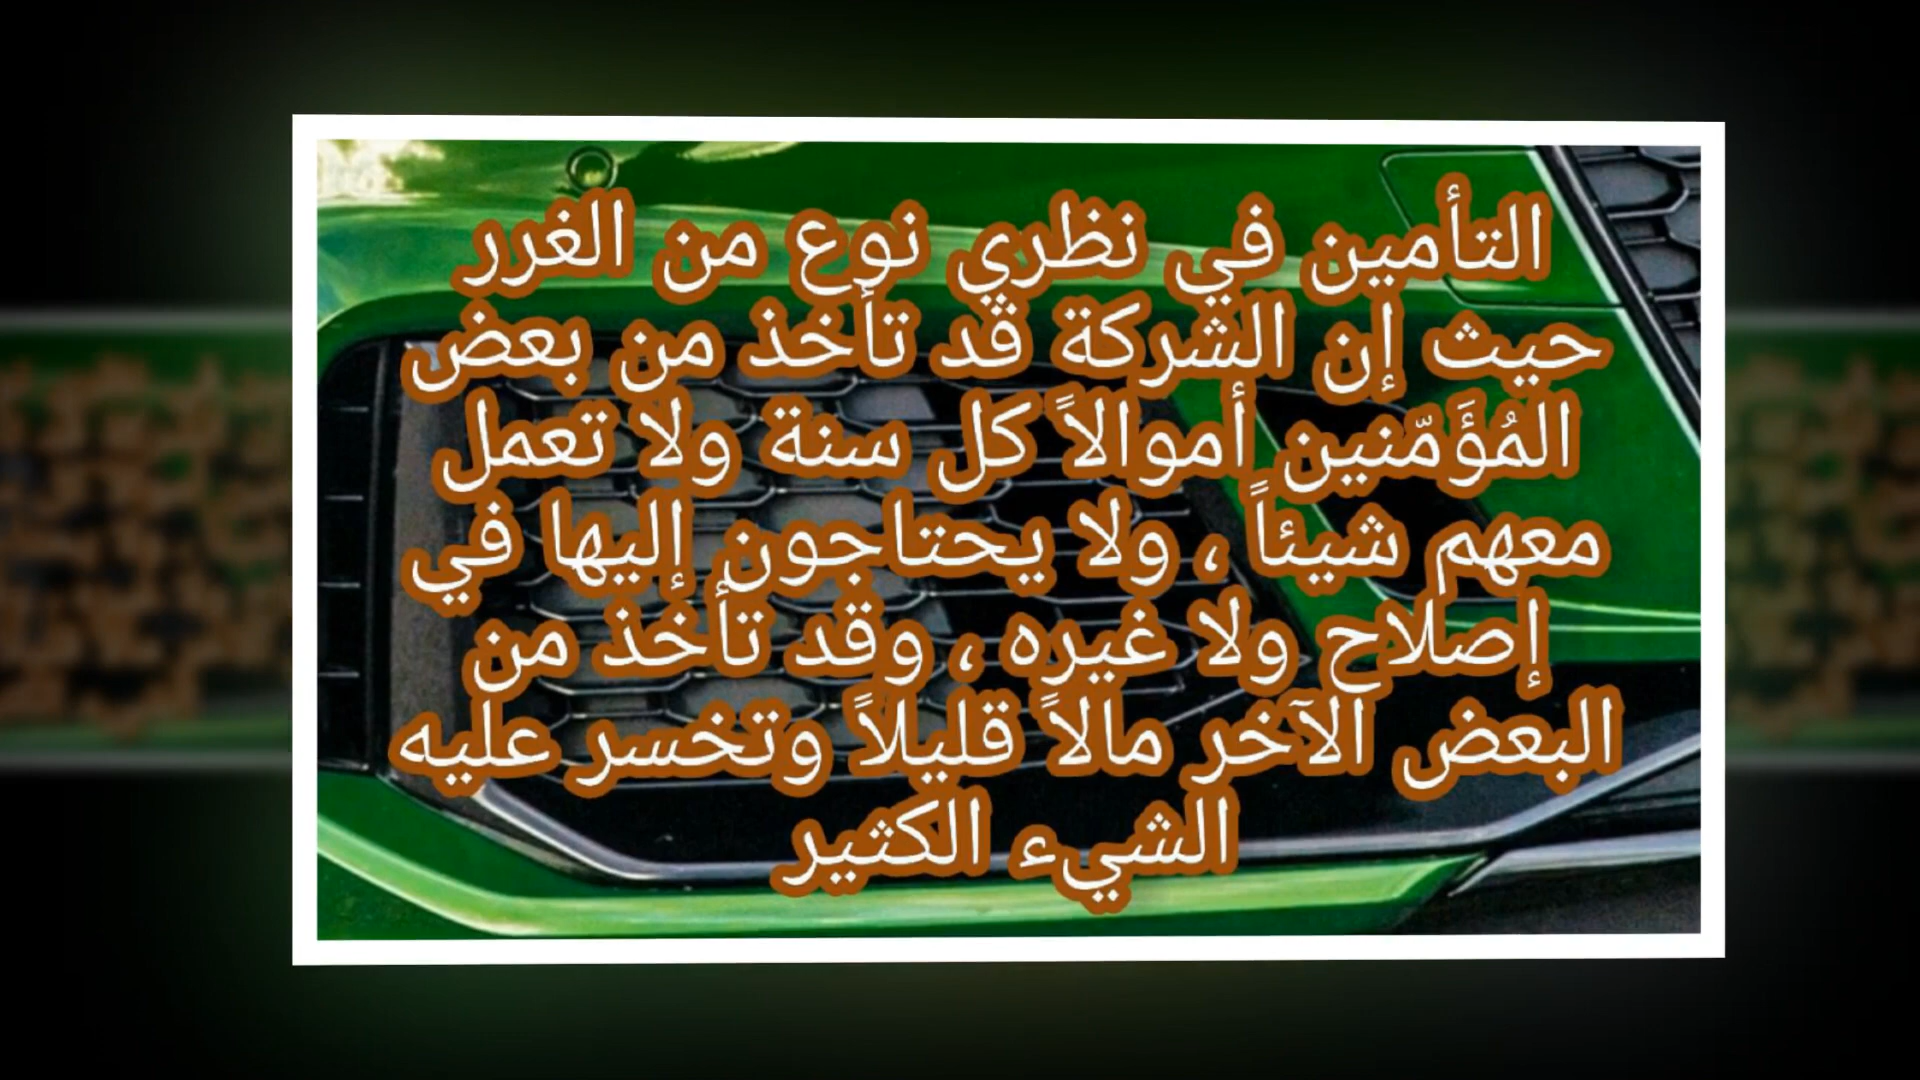 التأمين في نظري نوع من الغرر
حيث إن الشركة قد تأخذ من بعض
المُؤَمّنين أموالاً كل سنة ولا تعمل
معهم شيئاً ، ولا يحتاجون إليها في
إصلاح ولا غيره ، وقد تأخذ من
البعض الآخر مالاً قليلاً وتخسر عليه
الشيء الكثير